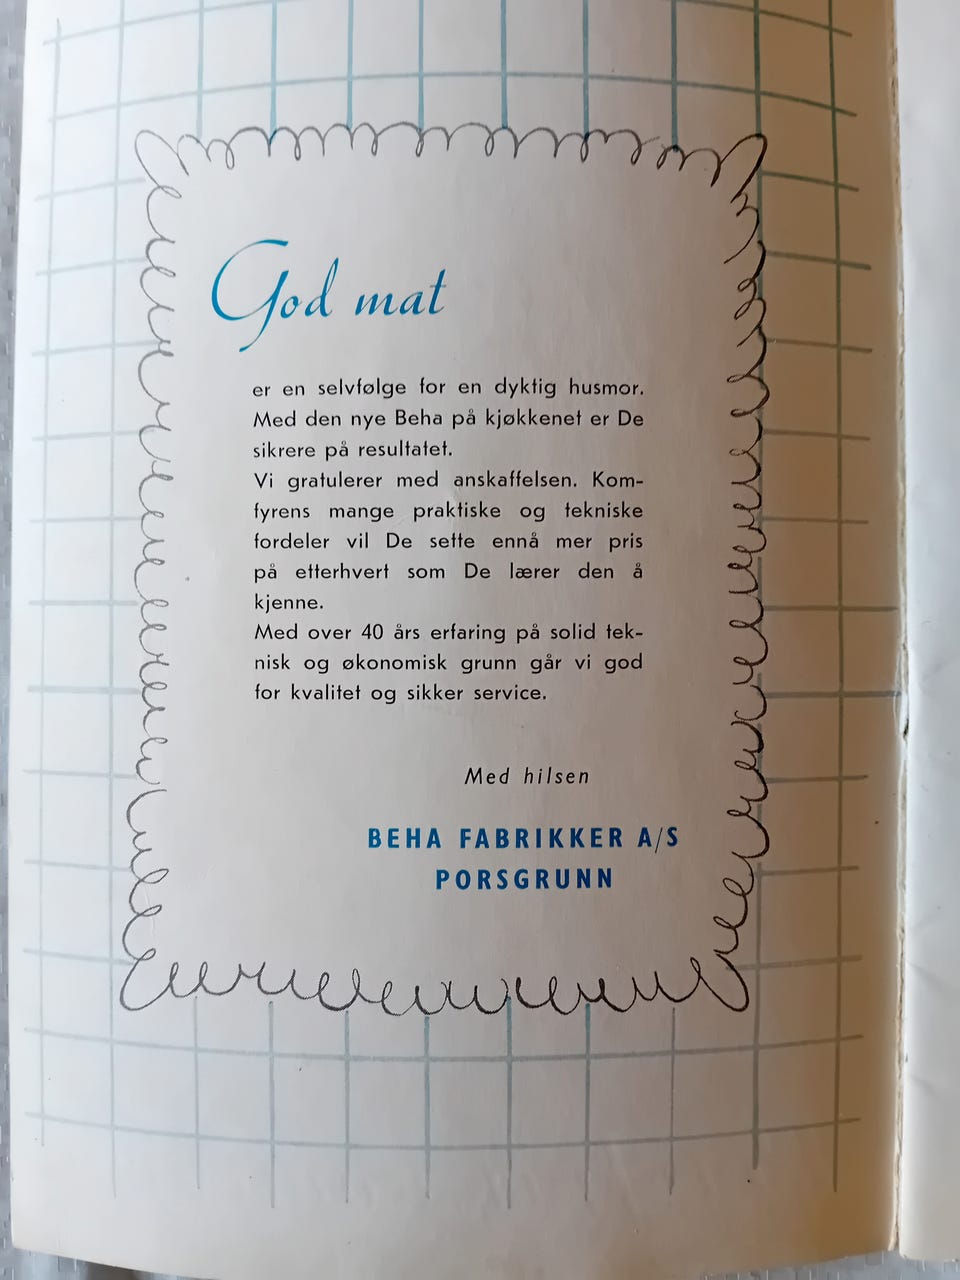 God mat
er en selvfølge for en dyktig husmor.
Med den nye Beha på kjøkkenet er De
sikrere på resultatet.
Vi gratulerer med anskaffelsen. Kom-
fyrens mange praktiske og tekniske
fordeler vil De sette ennå mer pris
på etterhvert som De lærer den å
kjenne.
Med over 40 års erfaring på solid tek-
nisk og økonomisk grunn går vi god
for kvalitet og sikker service.
Med hilsen
BEHA FABRIKKER A/S
PORSGRUNN